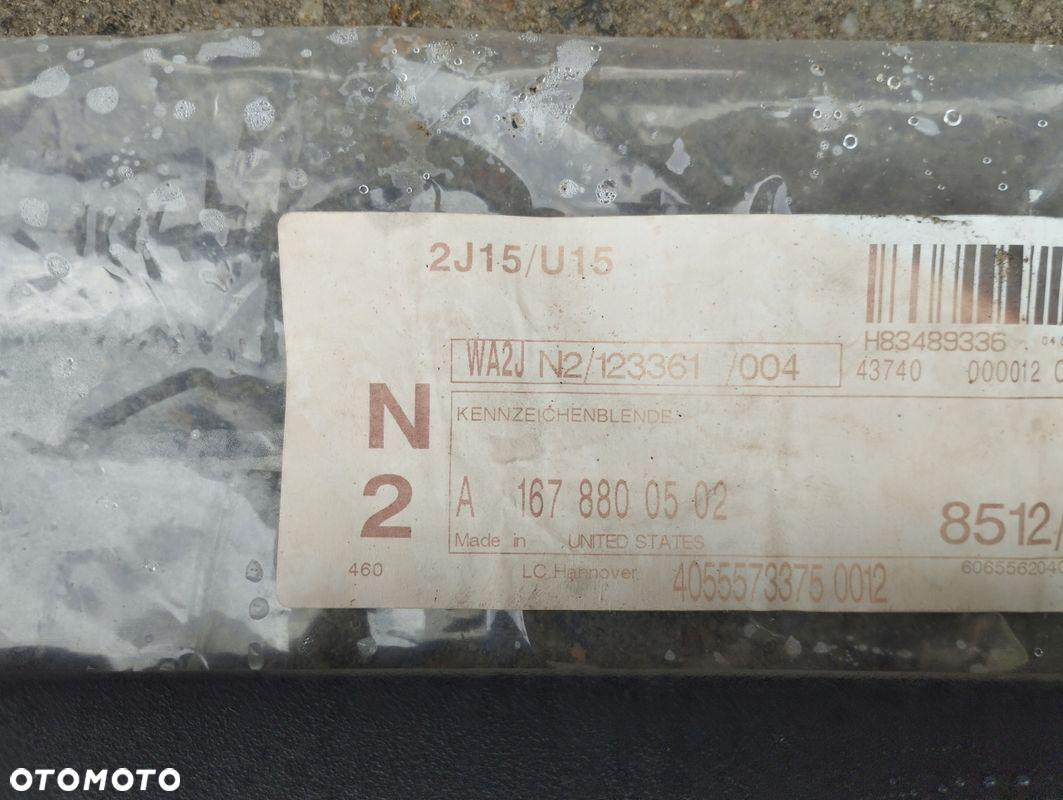 2J15/U15
H83489336
WA2J N2/123361 /004
43740 000012
N
2
KENNZEICHENBLENDE
A 167 880 05 02
8512/
Made in UNITED STATES
460
LC Hannover
4055573375 0012
606556204
OTOMOTO